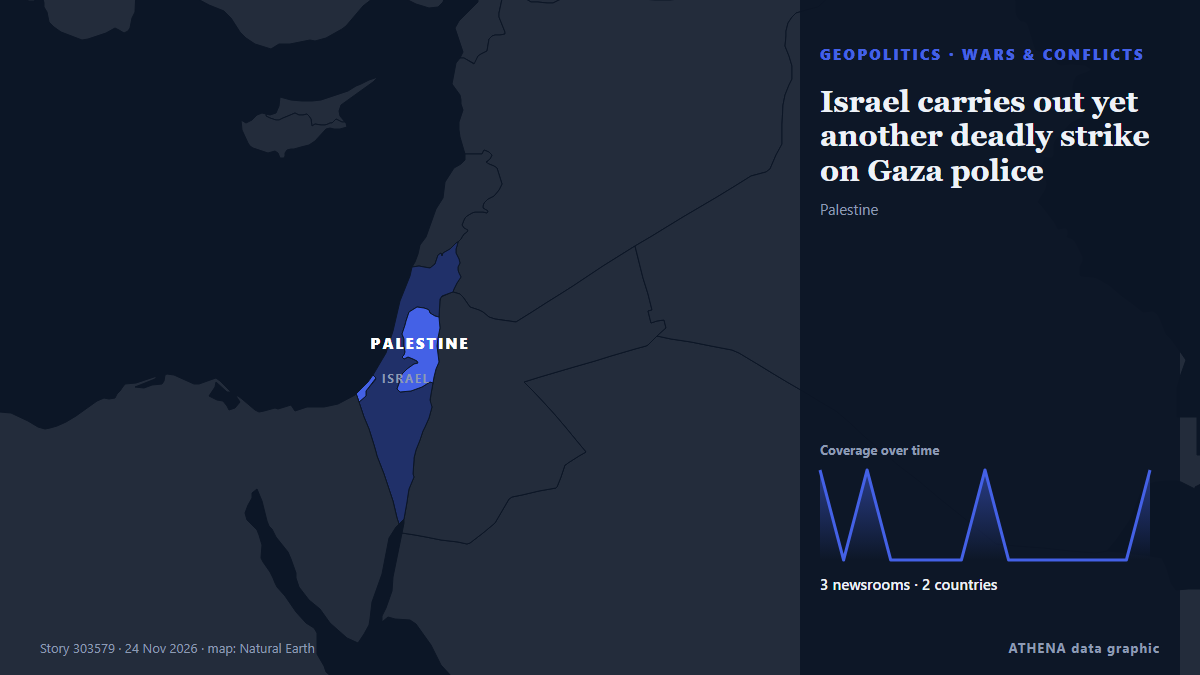 GEOPOLITICS · WARS & CONFLICTS
Israel carries out yet
another deadly strike
on Gaza police
Palestine
PALESTINE
ISRAEL
Coverage over time
3 newsrooms · 2 countries
Story 303579 · 24 Nov 2026 · map: Natural Earth
ATHENA data graphic